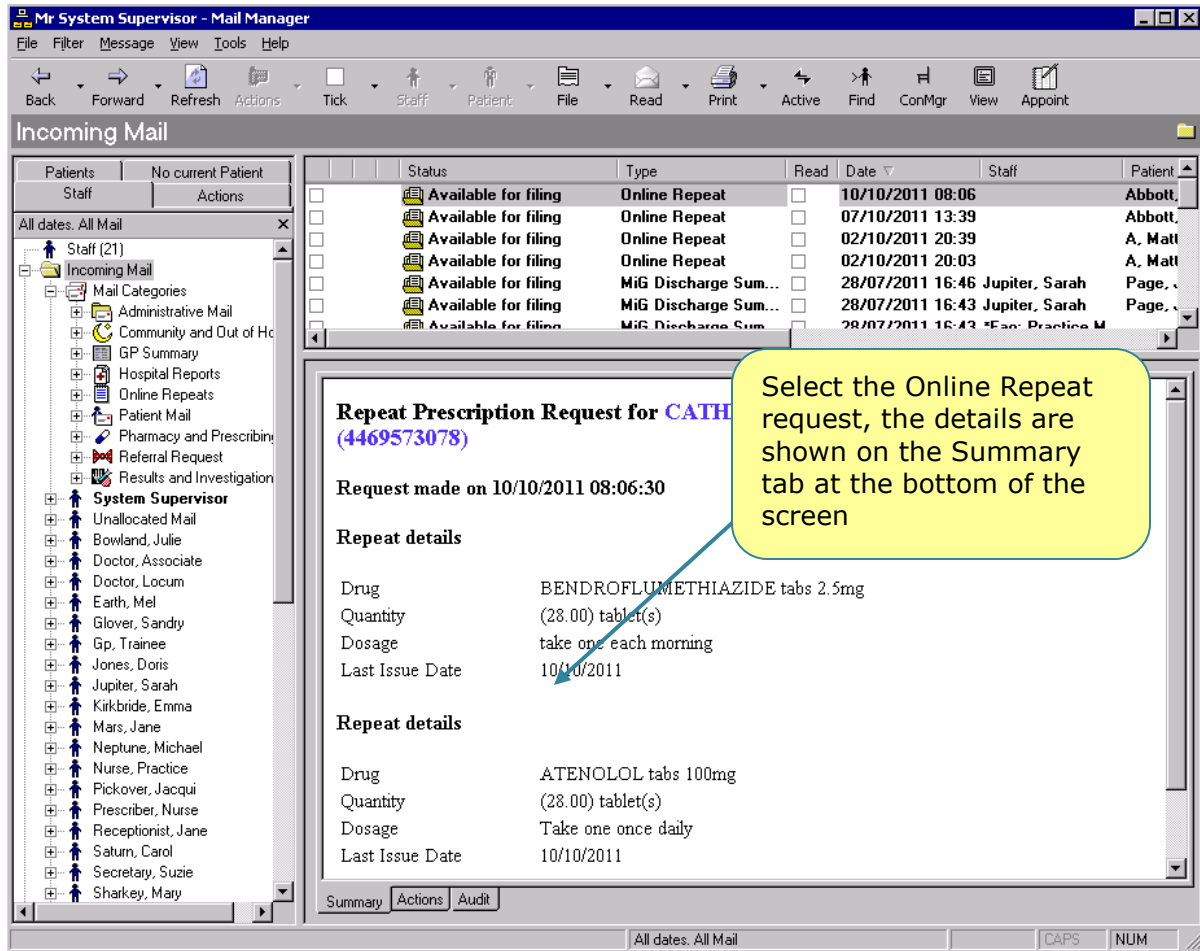 Mr System Supervisor - Mail Manager
File Filter Message View Tools Help
Back Forward Refresh Actions Tick Staff Patient File Read Print Active Find ConMgr View Appoint
Incoming Mail
Patients No current Patient
Staff Actions
All dates. All Mail
Staff (21)
Incoming Mail
Mail Categories
Administrative Mail
Community and Out of Ho
GP Summary
Hospital Reports
Online Repeats
Patient Mail
Pharmacy and Prescribing
Referral Request
Results and Investigation
System Supervisor
Unallocated Mail
Bowland, Julie
Doctor, Associate
Doctor, Locum
Earth, Mel
Glover, Sandry
Gp, Trainee
Jones, Doris
Jupiter, Sarah
Kirkbride, Emma
Mars, Jane
Neptune, Michael
Nurse, Practice
Pickover, Jacqui
Prescriber, Nurse
Receptionist, Jane
Saturn, Carol
Secretary, Suzie
Sharkey, Mary
Status Type Read Date Staff Patient
Available for filing Online Repeat 10/10/2011 08:06 Abbott,
Available for filing Online Repeat 07/10/2011 13:39 Abbott,
Available for filing Online Repeat 02/10/2011 20:39 A, Matt
Available for filing Online Repeat 02/10/2011 20:03 A, Matt
Available for filing MiG Discharge Sum... 28/07/2011 16:46 Jupiter, Sarah Page,
Available for filing MiG Discharge Sum... 28/07/2011 16:43 Jupiter, Sarah Page,
Available for filing MiG Discharge Sum 28/07/2011 16:43 *Fao: Practice M
Repeat Prescription Request for CATH
(4469573078)
Request made on 10/10/2011 08:06:30
Repeat details
Drug BENDROFLUMETHIAZIDE tabs 2.5mg
Quantity (28.00) tablet(s)
Dosage take one each morning
Last Issue Date 10/10/2011
Repeat details
Drug ATENOLOL tabs 100mg
Quantity (28.00) tablet(s)
Dosage Take one once daily
Last Issue Date 10/10/2011
Select the Online Repeat
request, the details are
shown on the Summary
tab at the bottom of the
screen
Summary Actions Audit
All dates. All Mail CAPS NUM